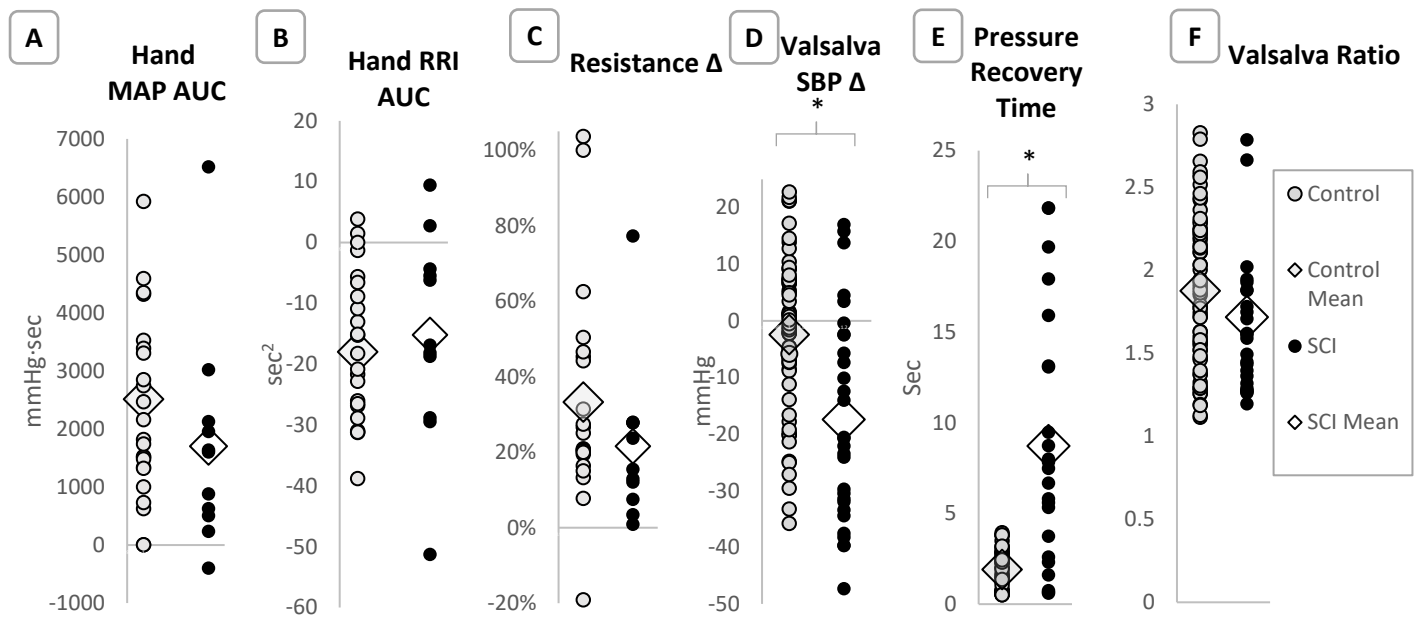 A
Hand
MAP AUC
mmHg·sec
7000
6000
5000
4000
3000
2000
1000
0
-1000
B
Hand RRI
AUC
sec²
20
10
0
-10
-20
-30
-40
-50
-60
C
Resistance Δ
100%
80%
60%
40%
20%
0%
-20%
D
Valsalva
SBP Δ
*
mmHg
20
10
0
-10
-20
-30
-40
-50
E
Pressure
Recovery
Time
*
Sec
25
20
15
10
5
0
F
Valsalva Ratio
3
2.5
2
1.5
1
0.5
0
Control
Control
Mean
SCI
SCI Mean